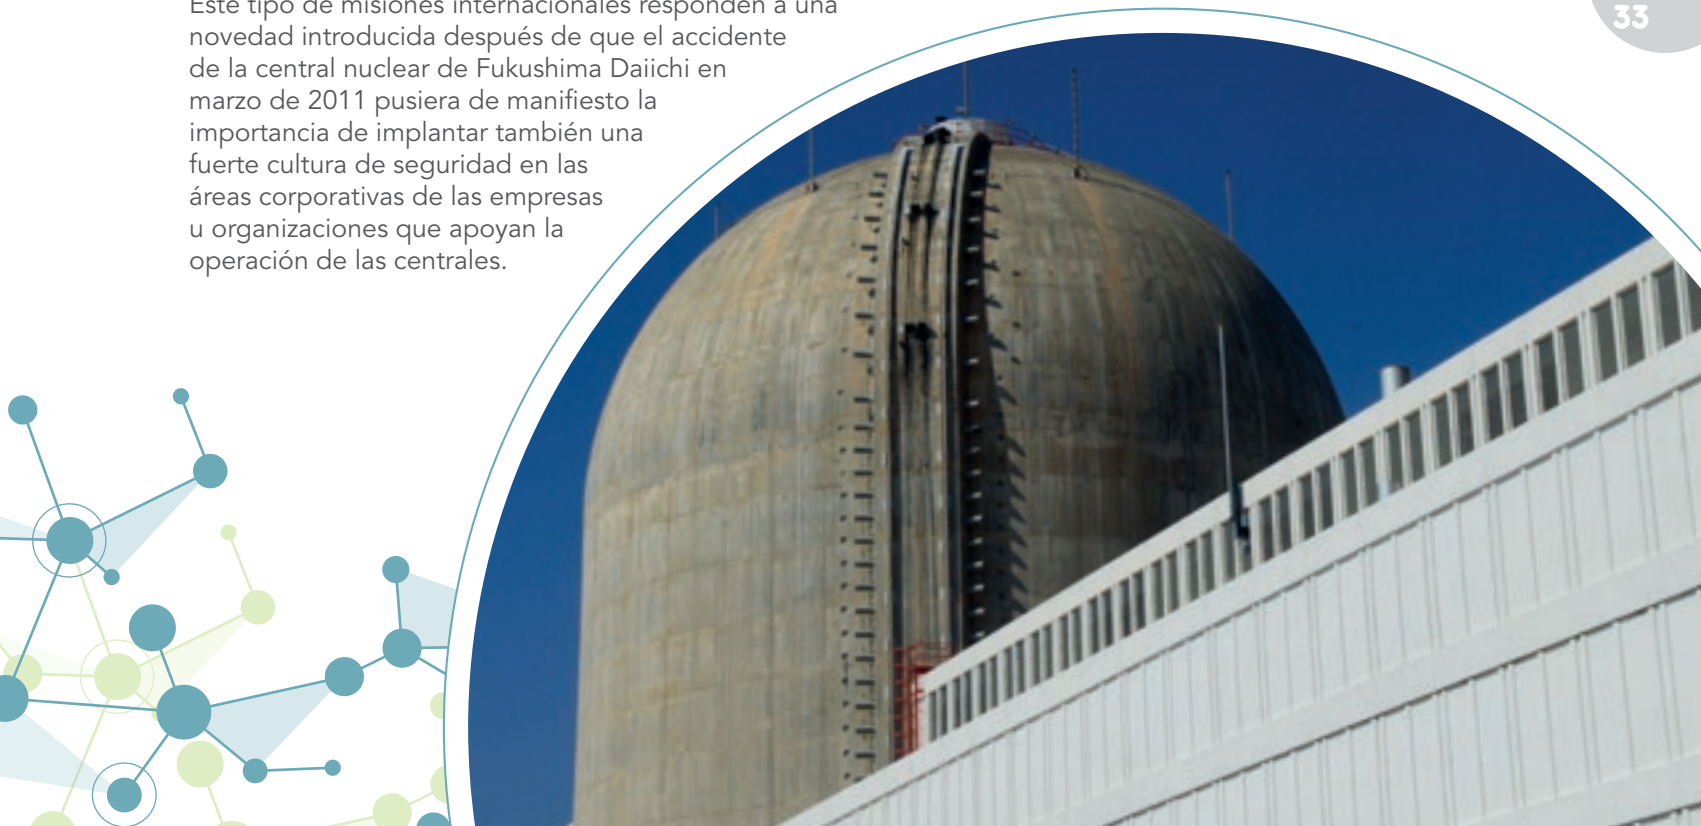 Este tipo de misiones internacionales responden a una
novedad introducida después de que el accidente
de la central nuclear de Fukushima Daiichi en
marzo de 2011 pusiera de manifiesto la
importancia de implantar también una
fuerte cultura de seguridad en las
áreas corporativas de las empresas
u organizaciones que apoyan la
operación de las centrales.
33